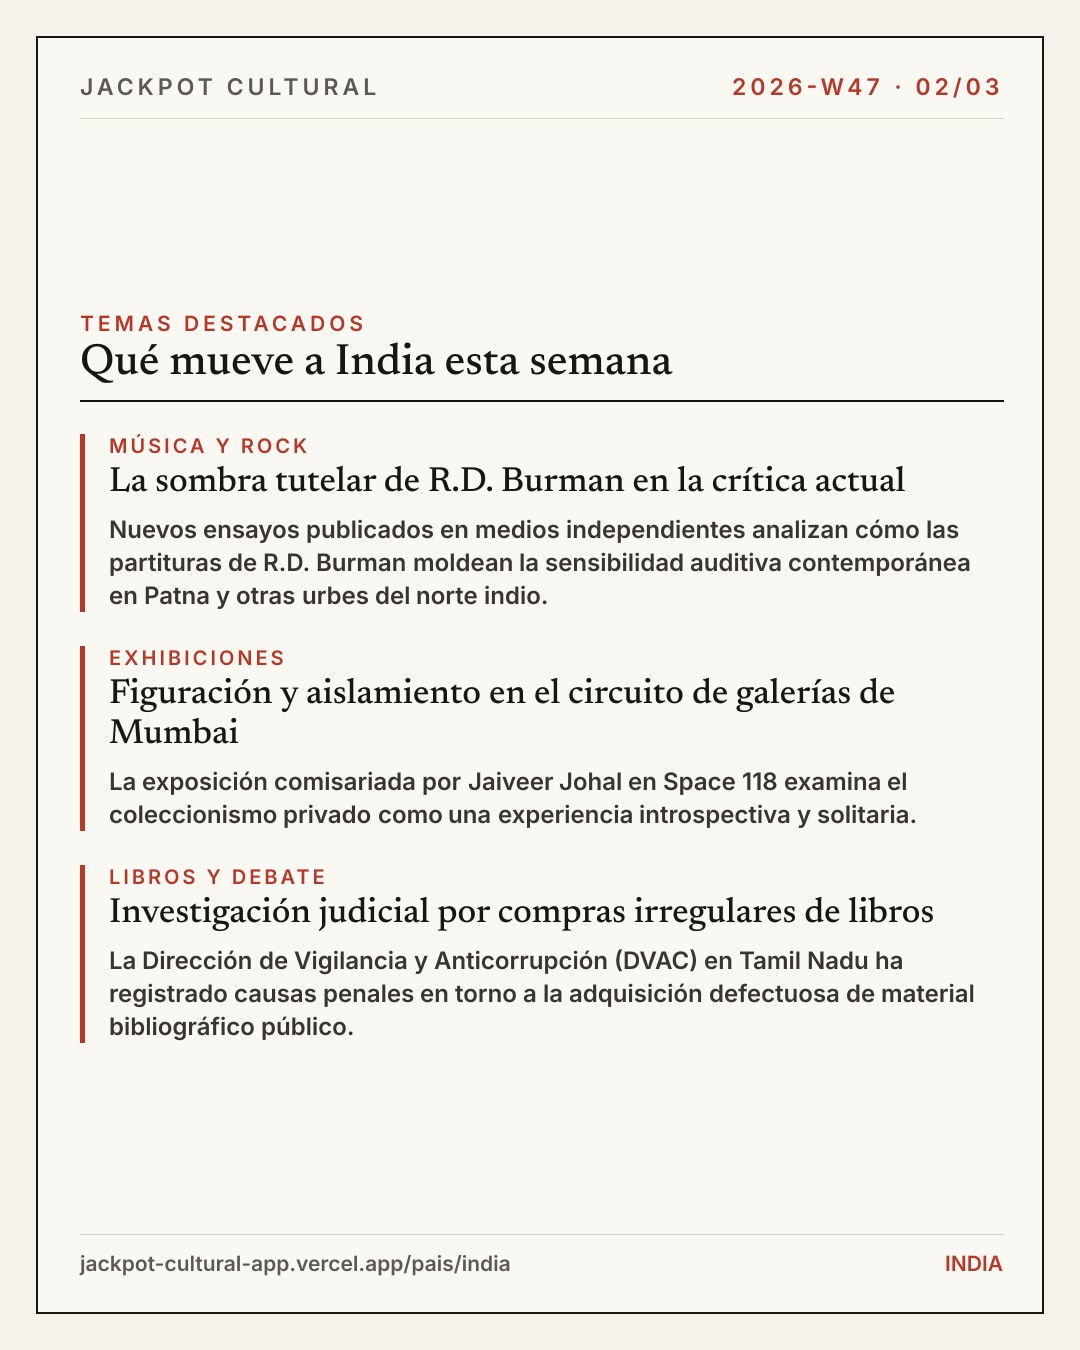 JACKPOT CULTURAL
2026-W47 · 02/03
TEMAS DESTACADOS
Qué mueve a India esta semana
MÚSICA Y ROCK
La sombra tutelar de R.D. Burman en la crítica actual
Nuevos ensayos publicados en medios independientes analizan cómo las
partituras de R.D. Burman moldean la sensibilidad auditiva contemporánea
en Patna y otras urbes del norte indio.
EXHIBICIONES
Figuración y aislamiento en el circuito de galerías de
Mumbai
La exposición comisariada por Jaiveer Johal en Space 118 examina el
coleccionismo privado como una experiencia introspectiva y solitaria.
LIBROS Y DEBATE
Investigación judicial por compras irregulares de libros
La Dirección de Vigilancia y Anticorrupción (DVAC) en Tamil Nadu ha
registrado causas penales en torno a la adquisición defectuosa de material
bibliográfico público.
jackpot-cultural-app.vercel.app/pais/india
INDIA